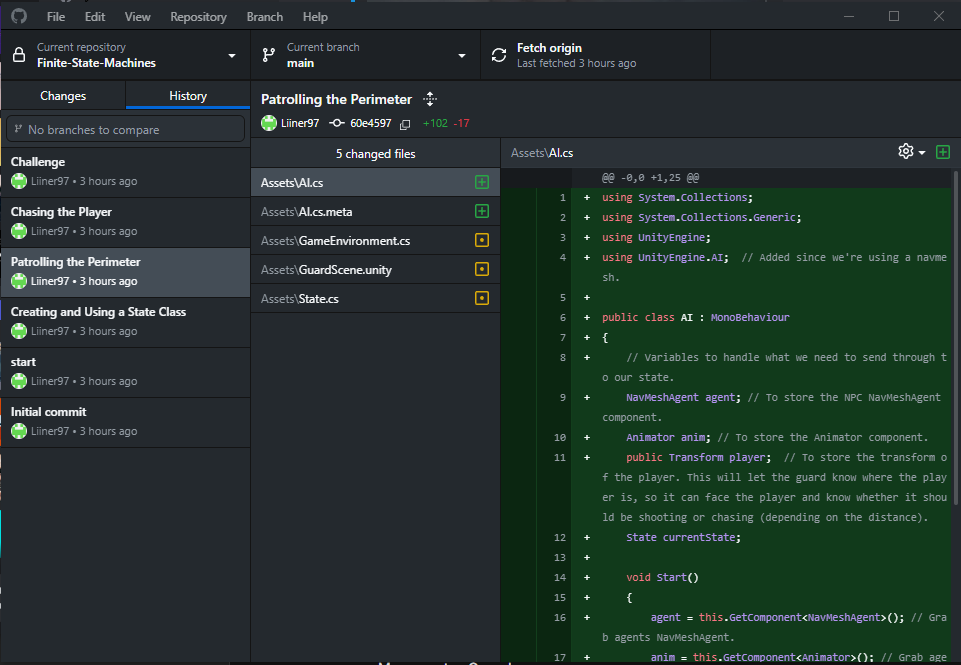 File Edit View Repository Branch Help
Current repository
Finite-State-Machines
Current branch
main
Fetch origin
Last fetched 3 hours ago
Changes History
No branches to compare
Challenge
Liiner97 • 3 hours ago
Chasing the Player
Liiner97 • 3 hours ago
Patrolling the Perimeter
Liiner97 • 3 hours ago
Creating and Using a State Class
Liiner97 • 3 hours ago
start
Liiner97 • 3 hours ago
Initial commit
Liiner97 • 3 hours ago
Patrolling the Perimeter
Liiner97 60e4597 +102 -17
5 changed files
Assets\AI.cs
Assets\AI.cs.meta
Assets\GameEnvironment.cs
Assets\GuardScene.unity
Assets\State.cs
Assets\AI.cs
@@ -0,0 +1,25 @@
1 + using System.Collections;
2 + using System.Collections.Generic;
3 + using UnityEngine;
4 + using UnityEngine.AI;  // Added since we're using a navme
sh.
5 +
6 + public class AI : MonoBehaviour
7 + {
8 + // Variables to handle what we need to send through t
o our state.
9 + NavMeshAgent agent; // To store the NPC NavMeshAgent
component.
10 + Animator anim; // To store the Animator component.
11 + public Transform player;  // To store the transform o
f the player. This will let the guard know where the play
er is, so it can face the player and know whether it shou
ld be shooting or chasing (depending on the distance).
12 + State currentState;
13 +
14 + void Start()
15 + {
16 + agent = this.GetComponent<NavMeshAgent>(); // Gra
b agents NavMeshAgent.
17 + anim = this.GetComponent<Animator>(); // Grab age